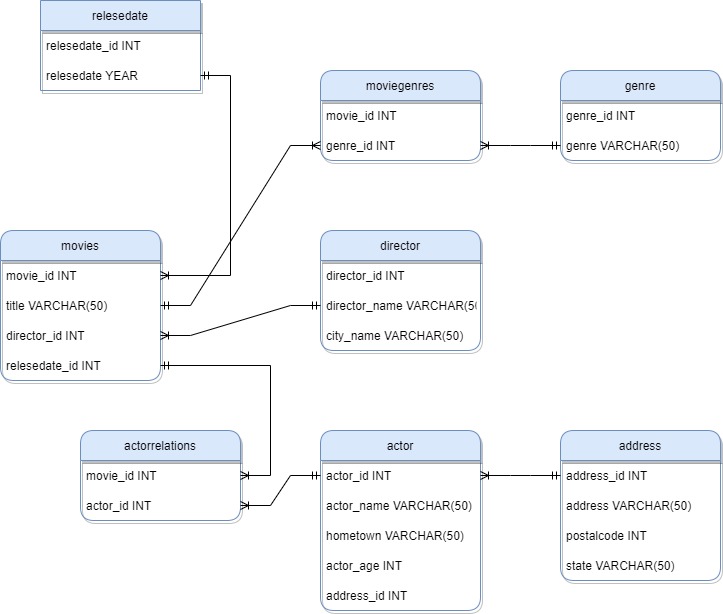 relesedate
relesedate_id INT
relesedate YEAR
moviegenres
movie_id INT
genre_id INT
genre
genre_id INT
genre VARCHAR(50)
movies
movie_id INT
title VARCHAR(50)
director_id INT
relesedate_id INT
director
director_id INT
director_name VARCHAR(5
city_name VARCHAR(50)
actorrelations
movie_id INT
actor_id INT
actor
actor_id INT
actor_name VARCHAR(50)
hometown VARCHAR(50)
actor_age INT
address_id INT
address
address_id INT
address VARCHAR(50)
postalcode INT
state VARCHAR(50)